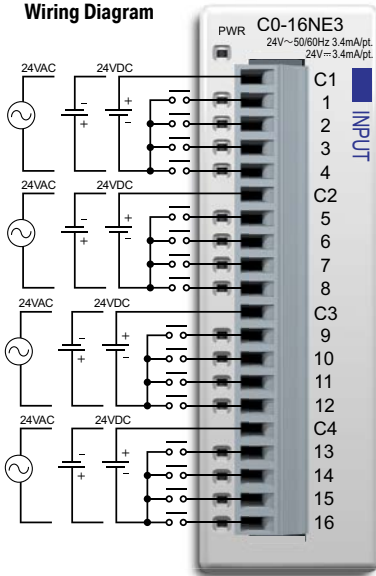 Wiring Diagram
PWR C0-16NE3
24V～50/60Hz 3.4mA/pt.
24V⎓3.4mA/pt.
INPUT
24VAC 24VDC C1
- + 1
2
+ - 3
4
24VAC 24VDC C2
- + 5
6
+ - 7
8
24VAC 24VDC C3
- + 9
10
+ - 11
12
24VAC 24VDC C4
- + 13
14
+ - 15
16